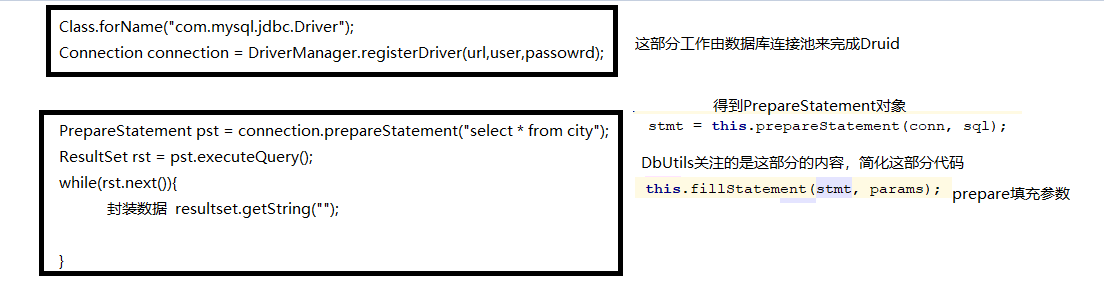 Class.forName("com.mysql.jdbc.Driver");
Connection connection = DriverManager.registerDriver(url,user,passowrd);
这部分工作由数据库连接池来完成Druid
PrepareStatement pst = connection.prepareStatement("select * from city");
ResultSet rst = pst.executeQuery();
while(rst.next()){
封装数据 resultset.getString("");
}
得到PrepareStatement对象
stmt = this.prepareStatement(conn, sql);
DbUtils关注的是这部分的内容，简化这部分代码
this.fillStatement(stmt, params);
prepare填充参数